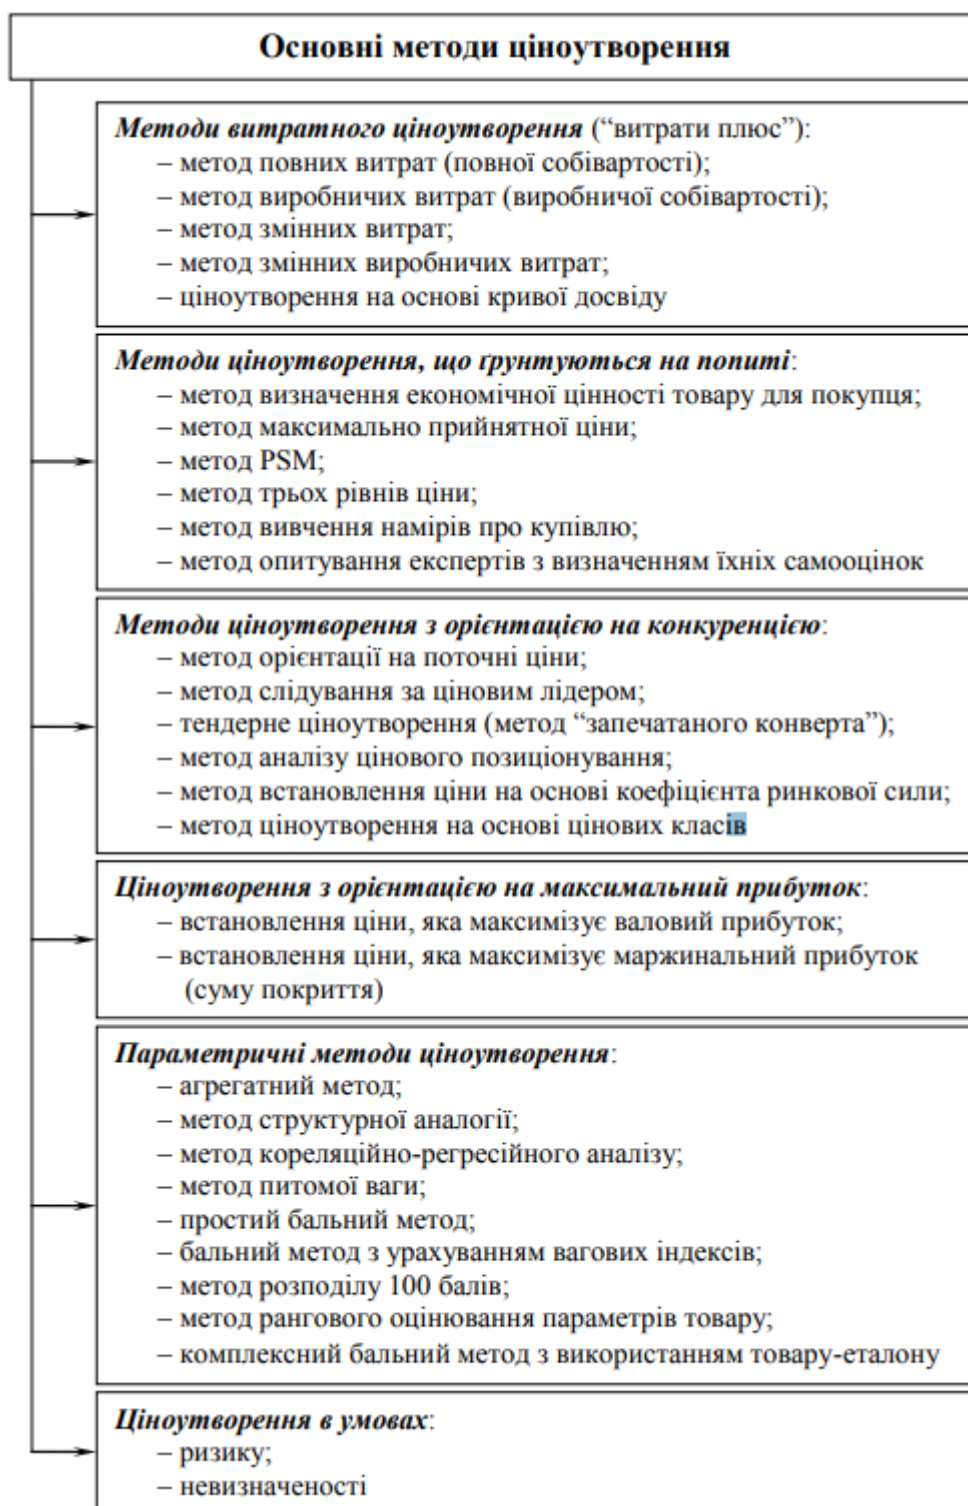 Основні методи ціноутворення
Методи витратного ціноутворення (“витрати плюс”):
– метод повних витрат (повної собівартості);
– метод виробничих витрат (виробничої собівартості);
– метод змінних витрат;
– метод змінних виробничих витрат;
– ціноутворення на основі кривої досвіду
Методи ціноутворення, що ґрунтуються на попиті:
– метод визначення економічної цінності товару для покупця;
– метод максимально прийнятної ціни;
– метод PSM;
– метод трьох рівнів ціни;
– метод вивчення намірів про купівлю;
– метод опитування експертів з визначенням їхніх самооцінок
Методи ціноутворення з орієнтацією на конкуренцією:
– метод орієнтації на поточні ціни;
– метод слідування за ціновим лідером;
– тендерне ціноутворення (метод “запечатаного конверта”);
– метод аналізу цінового позиціонування;
– метод встановлення ціни на основі коефіцієнта ринкової сили;
– метод ціноутворення на основі цінових класів
Ціноутворення з орієнтацією на максимальний прибуток:
– встановлення ціни, яка максимізує валовий прибуток;
– встановлення ціни, яка максимізує маржинальний прибуток
(суму покриття)
Параметричні методи ціноутворення:
– агрегатний метод;
– метод структурної аналогії;
– метод кореляційно-регресійного аналізу;
– метод питомої ваги;
– простий бальний метод;
– бальний метод з урахуванням вагових індексів;
– метод розподілу 100 балів;
– метод рангового оцінювання параметрів товару;
– комплексний бальний метод з використанням товару-еталону
Ціноутворення в умовах:
– ризику;
– невизначеності